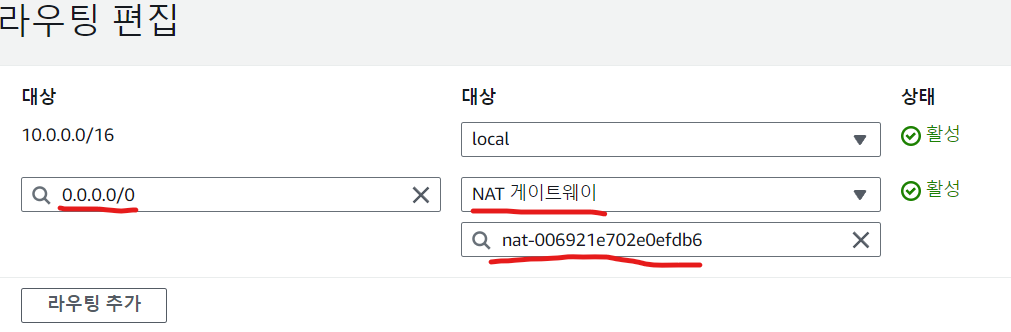 라우팅 편집
대상 대상 상태
10.0.0.0/16 local 활성
0.0.0.0/0 NAT 게이트웨이 활성
nat-006921e702e0efdb6
라우팅 추가